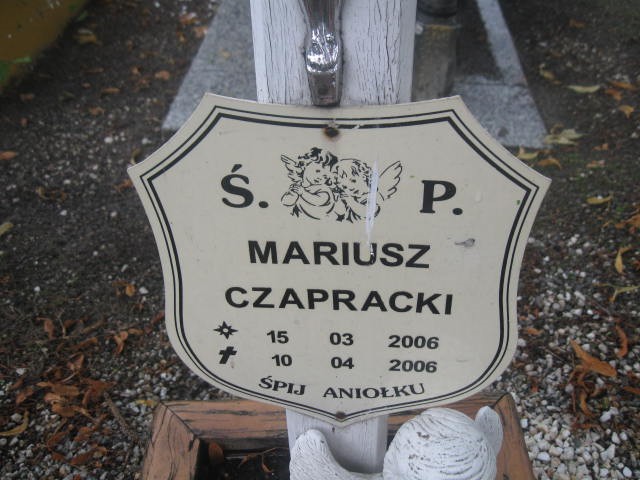 Ś. P.
MARIUSZ
CZAPRACKI
15 03 2006
10 04 2006
ŚPIJ ANIOŁKU